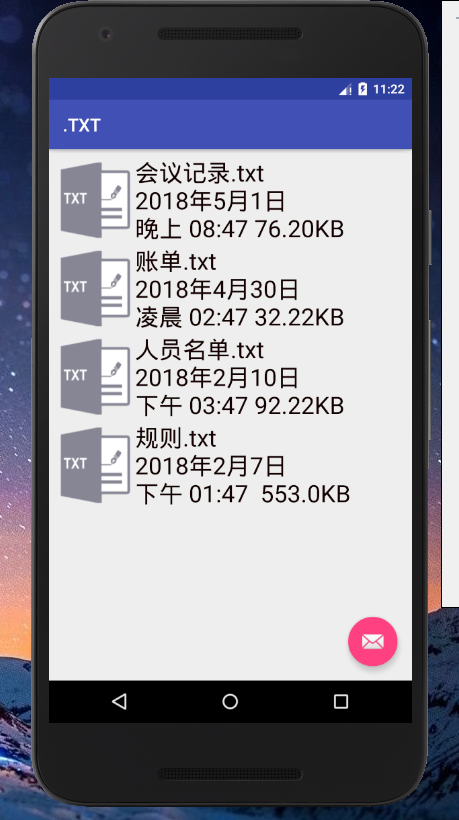 11:22
.TXT
TXT
会议记录.txt
2018年5月1日
晚上 08:47 76.20KB
TXT
账单.txt
2018年4月30日
凌晨 02:47 32.22KB
TXT
人员名单.txt
2018年2月10日
下午 03:47 92.22KB
TXT
规则.txt
2018年2月7日
下午 01:47  553.0KB